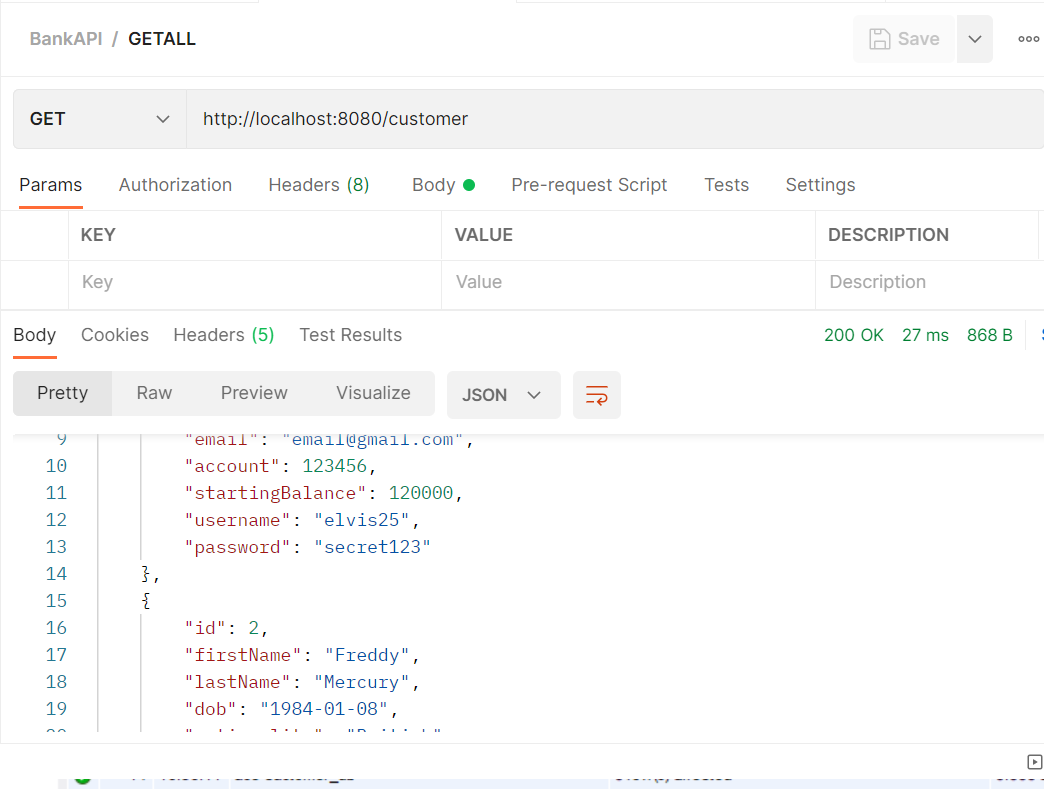 BankAPI / GETALL
Save
GET http://localhost:8080/customer
Params Authorization Headers (8) Body Pre-request Script Tests Settings
KEY VALUE DESCRIPTION
Key Value Description
Body Cookies Headers (5) Test Results 200 OK 27 ms 868 B
Pretty Raw Preview Visualize JSON
9 "email": "email@gmail.com",
10 "account": 123456,
11 "startingBalance": 120000,
12 "username": "elvis25",
13 "password": "secret123"
14 },
15 {
16 "id": 2,
17 "firstName": "Freddy",
18 "lastName": "Mercury",
19 "dob": "1984-01-08",